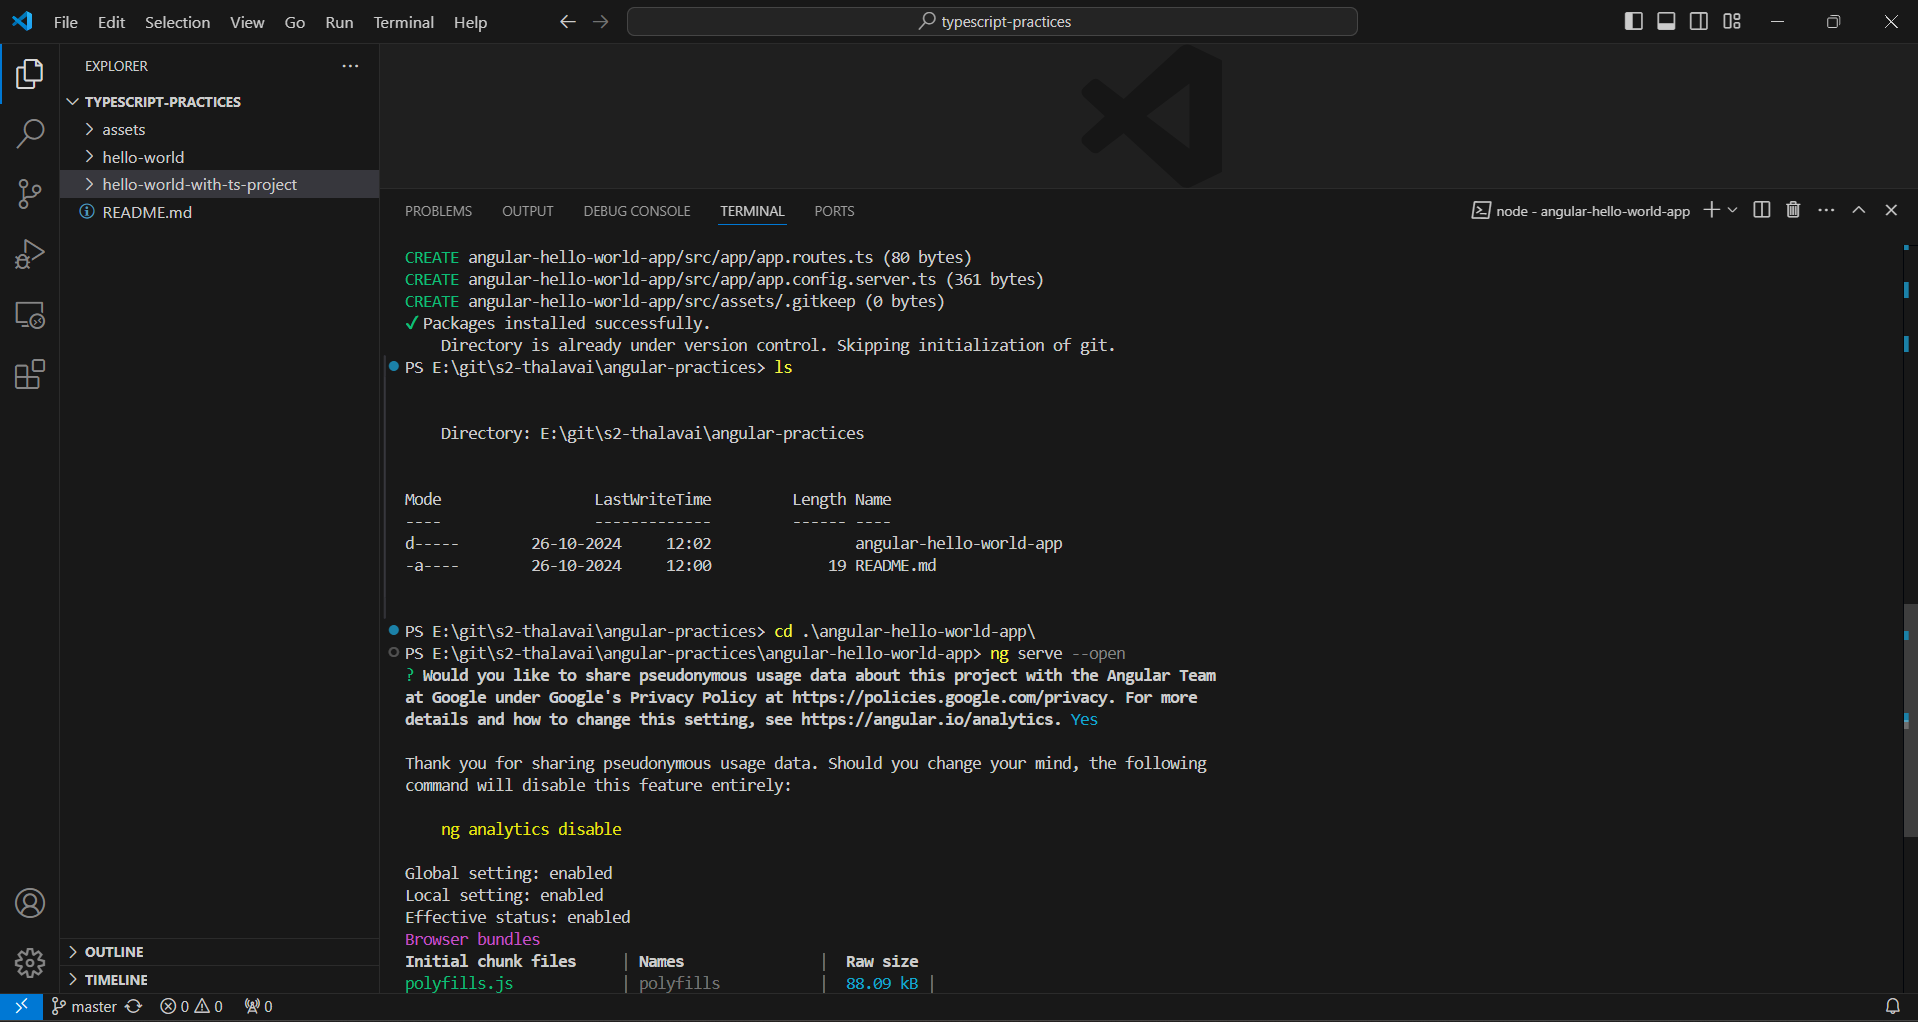 File Edit Selection View Go Run Terminal Help
typescript-practices
EXPLORER
TYPESCRIPT-PRACTICES
assets
hello-world
hello-world-with-ts-project
README.md
OUTLINE
TIMELINE
PROBLEMS OUTPUT DEBUG CONSOLE TERMINAL PORTS
node - angular-hello-world-app
CREATE angular-hello-world-app/src/app/app.routes.ts (80 bytes)
CREATE angular-hello-world-app/src/app/app.config.server.ts (361 bytes)
CREATE angular-hello-world-app/src/assets/.gitkeep (0 bytes)
✓ Packages installed successfully.
Directory is already under version control. Skipping initialization of git.
PS E:\git\s2-thalavai\angular-practices> ls
Directory: E:\git\s2-thalavai\angular-practices
Mode LastWriteTime Length Name
---- ------------- ------ ----
d----- 26-10-2024 12:02 angular-hello-world-app
-a---- 26-10-2024 12:00 19 README.md
PS E:\git\s2-thalavai\angular-practices> cd .\angular-hello-world-app\
PS E:\git\s2-thalavai\angular-practices\angular-hello-world-app> ng serve --open
? Would you like to share pseudonymous usage data about this project with the Angular Team
at Google under Google's Privacy Policy at https://policies.google.com/privacy. For more
details and how to change this setting, see https://angular.io/analytics. Yes
Thank you for sharing pseudonymous usage data. Should you change your mind, the following
command will disable this feature entirely:
ng analytics disable
Global setting: enabled
Local setting: enabled
Effective status: enabled
Browser bundles
Initial chunk files | Names | Raw size
polyfills.js | polyfills | 88.09 kB |
master 0 0 0